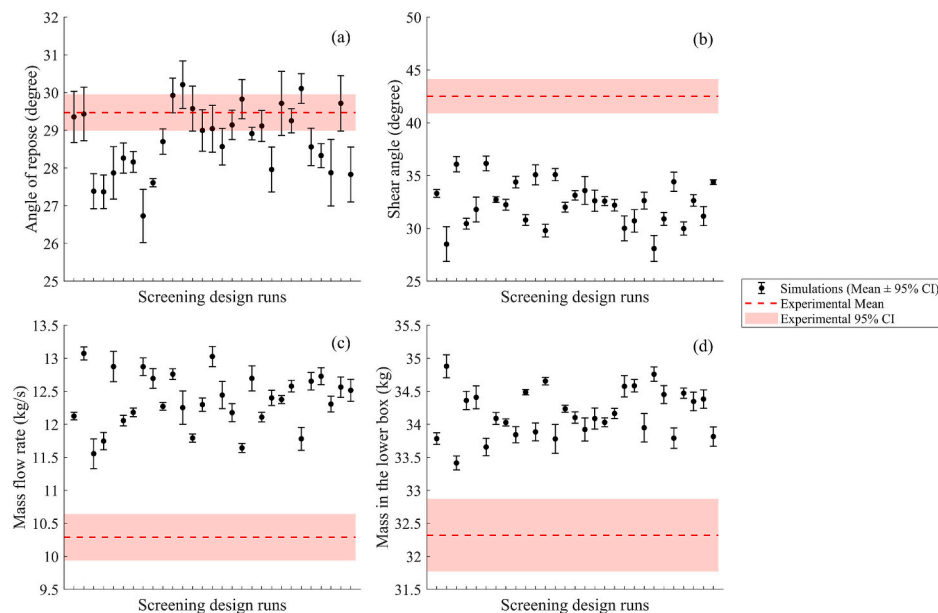 (a)
Angle of repose (degree)
32
31
30
29
28
27
26
25
Screening design runs
(b)
Shear angle (degree)
50
45
40
35
30
25
Screening design runs
Simulations (Mean ± 95% CI)
Experimental Mean
Experimental 95% CI
(c)
Mass flow rate (kg/s)
13.5
13
12.5
12
11.5
11
10.5
10
9.5
Screening design runs
(d)
Mass in the lower box (kg)
35.5
35
34.5
34
33.5
33
32.5
32
31.5
Screening design runs